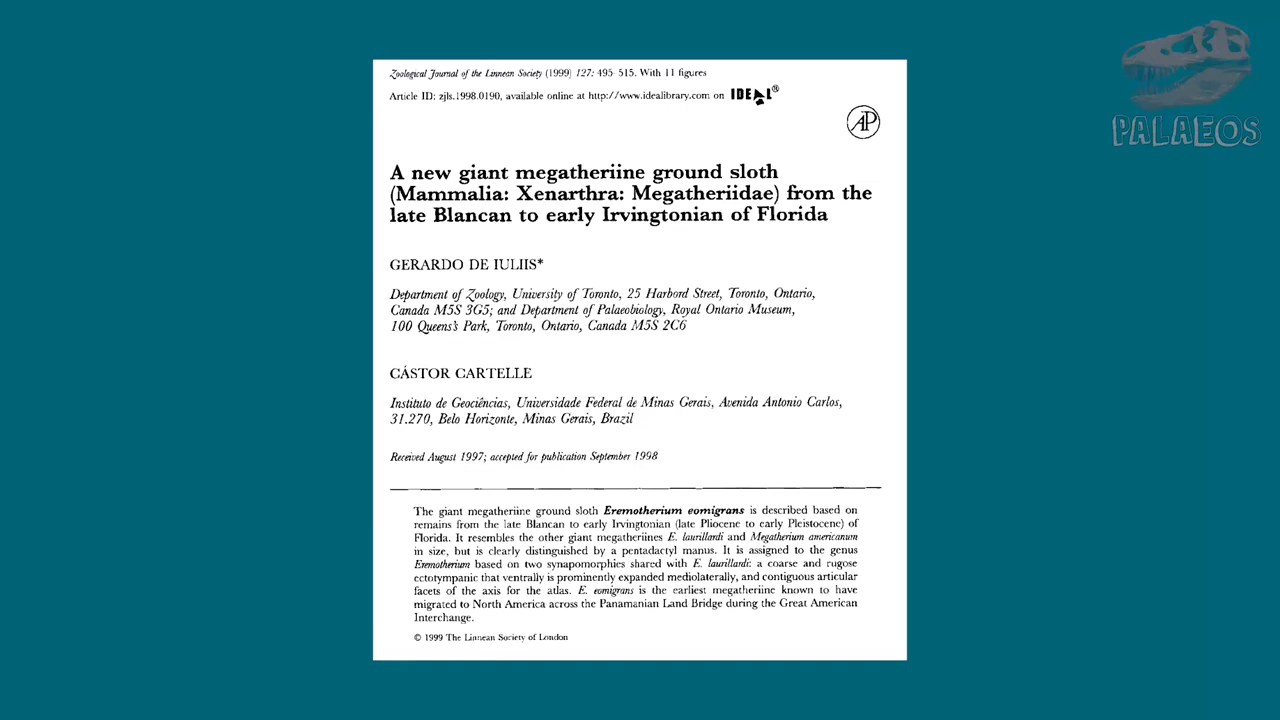 Zoological Journal of the Linnean Society (1999) 127: 495–515. With 11 figures
Article ID: zjls.1998.0190, available online at http://www.idealibrary.com on IDEAL®
AP
PALAEOS
A new giant megatheriine ground sloth
(Mammalia: Xenarthra: Megatheriidae) from the
late Blancan to early Irvingtonian of Florida
GERARDO DE IULIIS*
Department of Zoology, University of Toronto, 25 Harbord Street, Toronto, Ontario,
Canada M5S 3G5; and Department of Palaeobiology, Royal Ontario Museum,
100 Queen's Park, Toronto, Ontario, Canada M5S 2C6
CÁSTOR CARTELLE
Instituto de Geociências, Universidade Federal de Minas Gerais, Avenida Antonio Carlos,
31.270, Belo Horizonte, Minas Gerais, Brazil
Received August 1997; accepted for publication September 1998
The giant megatheriine ground sloth Eremotherium eomigrans is described based on
remains from the late Blancan to early Irvingtonian (late Pliocene to early Pleistocene) of
Florida. It resembles the other giant megatheriines E. laurillardi and Megatherium americanum
in size, but is clearly distinguished by a pentadactyl manus. It is assigned to the genus
Eremotherium based on two synapomorphies shared with E. laurillardi: a coarse and rugose
ectotympanic that ventrally is prominently expanded mediolaterally, and contiguous articular
facets of the axis for the atlas. E. eomigrans is the earliest megatheriine known to have
migrated to North America across the Panamanian Land Bridge during the Great American
Interchange.
© 1999 The Linnean Society of London